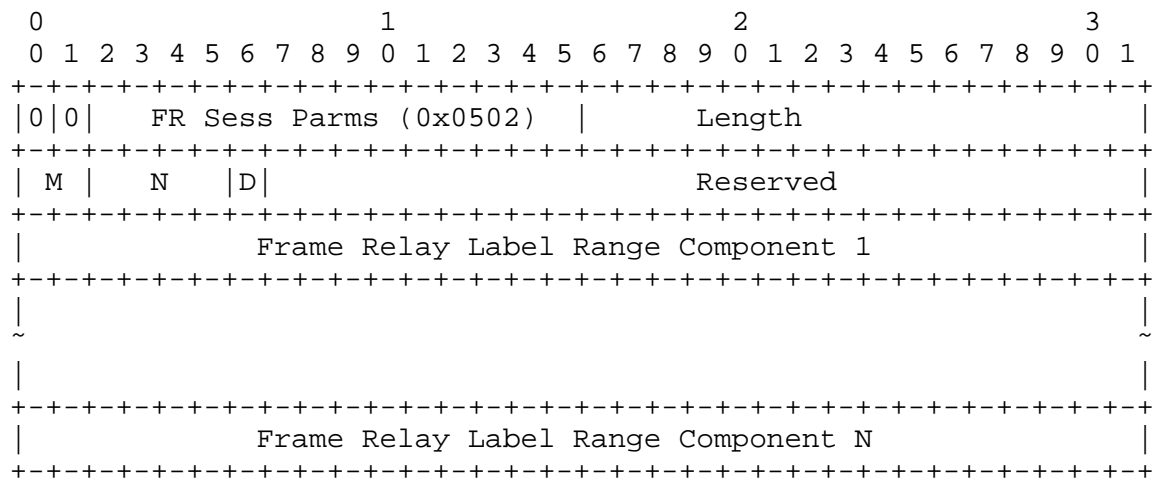 0                   1                   2                   3
 0 1 2 3 4 5 6 7 8 9 0 1 2 3 4 5 6 7 8 9 0 1 2 3 4 5 6 7 8 9 0 1
+-+-+-+-+-+-+-+-+-+-+-+-+-+-+-+-+-+-+-+-+-+-+-+-+-+-+-+-+-+-+-+-+
|0|0|   FR Sess Parms (0x0502)  |      Length                   |
+-+-+-+-+-+-+-+-+-+-+-+-+-+-+-+-+-+-+-+-+-+-+-+-+-+-+-+-+-+-+-+-+
| M |   N   |D|                        Reserved                 |
+-+-+-+-+-+-+-+-+-+-+-+-+-+-+-+-+-+-+-+-+-+-+-+-+-+-+-+-+-+-+-+-+
|             Frame Relay Label Range Component 1               |
+-+-+-+-+-+-+-+-+-+-+-+-+-+-+-+-+-+-+-+-+-+-+-+-+-+-+-+-+-+-+-+-+
|                                                               |
~                                                               ~
|                                                               |
+-+-+-+-+-+-+-+-+-+-+-+-+-+-+-+-+-+-+-+-+-+-+-+-+-+-+-+-+-+-+-+-+
|             Frame Relay Label Range Component N               |
+-+-+-+-+-+-+-+-+-+-+-+-+-+-+-+-+-+-+-+-+-+-+-+-+-+-+-+-+-+-+-+-+